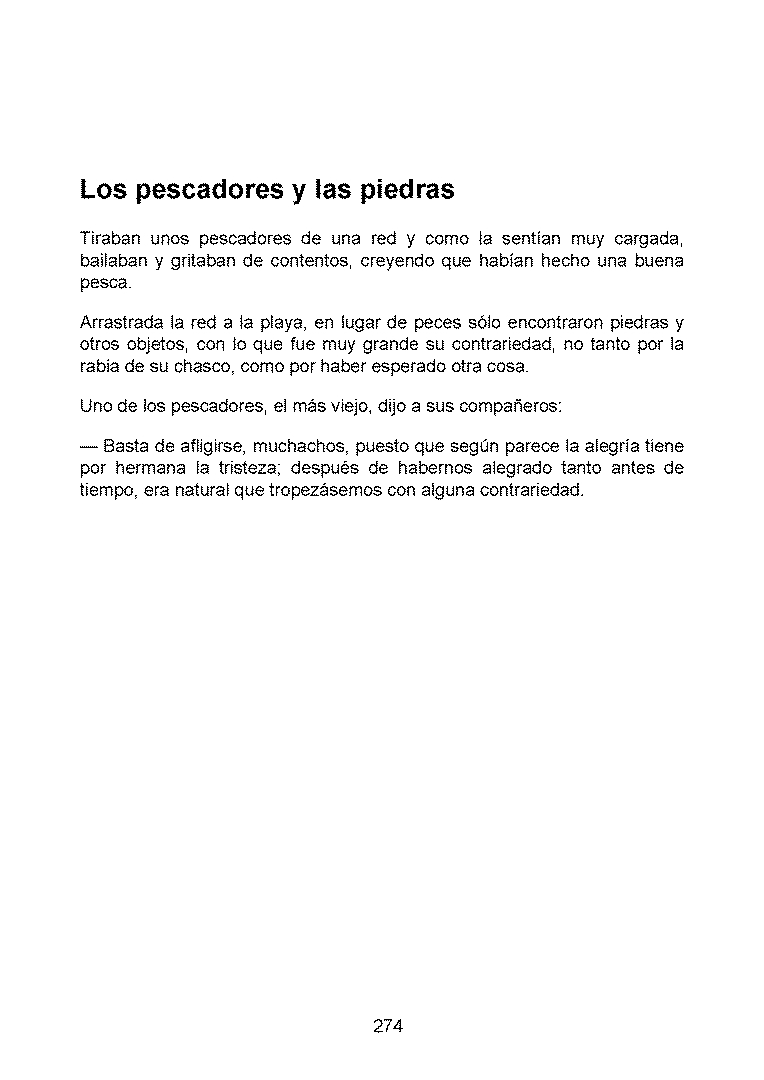 Los pescadores y las piedras
Tiraban unos pescadores de una red y como la sentían muy cargada,
bailaban y gritaban de contentos, creyendo que habían hecho una buena
pesca.
Arrastrada la red a la playa, en lugar de peces sólo encontraron piedras y
otros objetos, con lo que fue muy grande su contrariedad, no tanto por la
rabia de su chasco, como por haber esperado otra cosa.
Uno de los pescadores, el más viejo, dijo a sus compañeros:
— Basta de afligirse, muchachos, puesto que según parece la alegría tiene
por hermana la tristeza; después de habernos alegrado tanto antes de
tiempo, era natural que tropezásemos con alguna contrariedad.
274